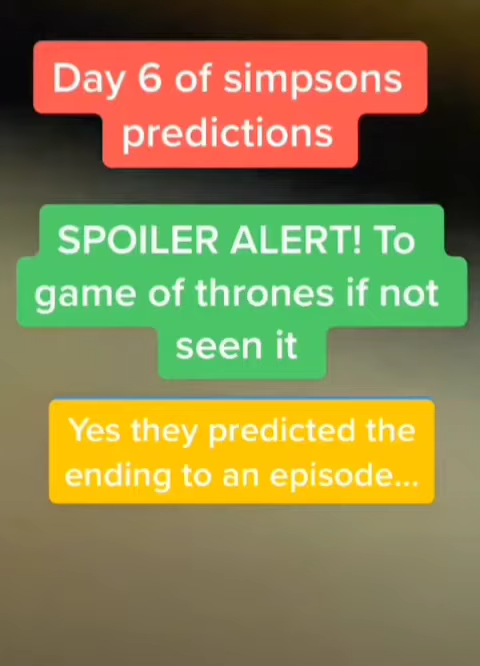 Day 6 of simpsons
predictions
SPOILER ALERT! To
game of thrones if not
seen it
Yes they predicted the
ending to an episode...